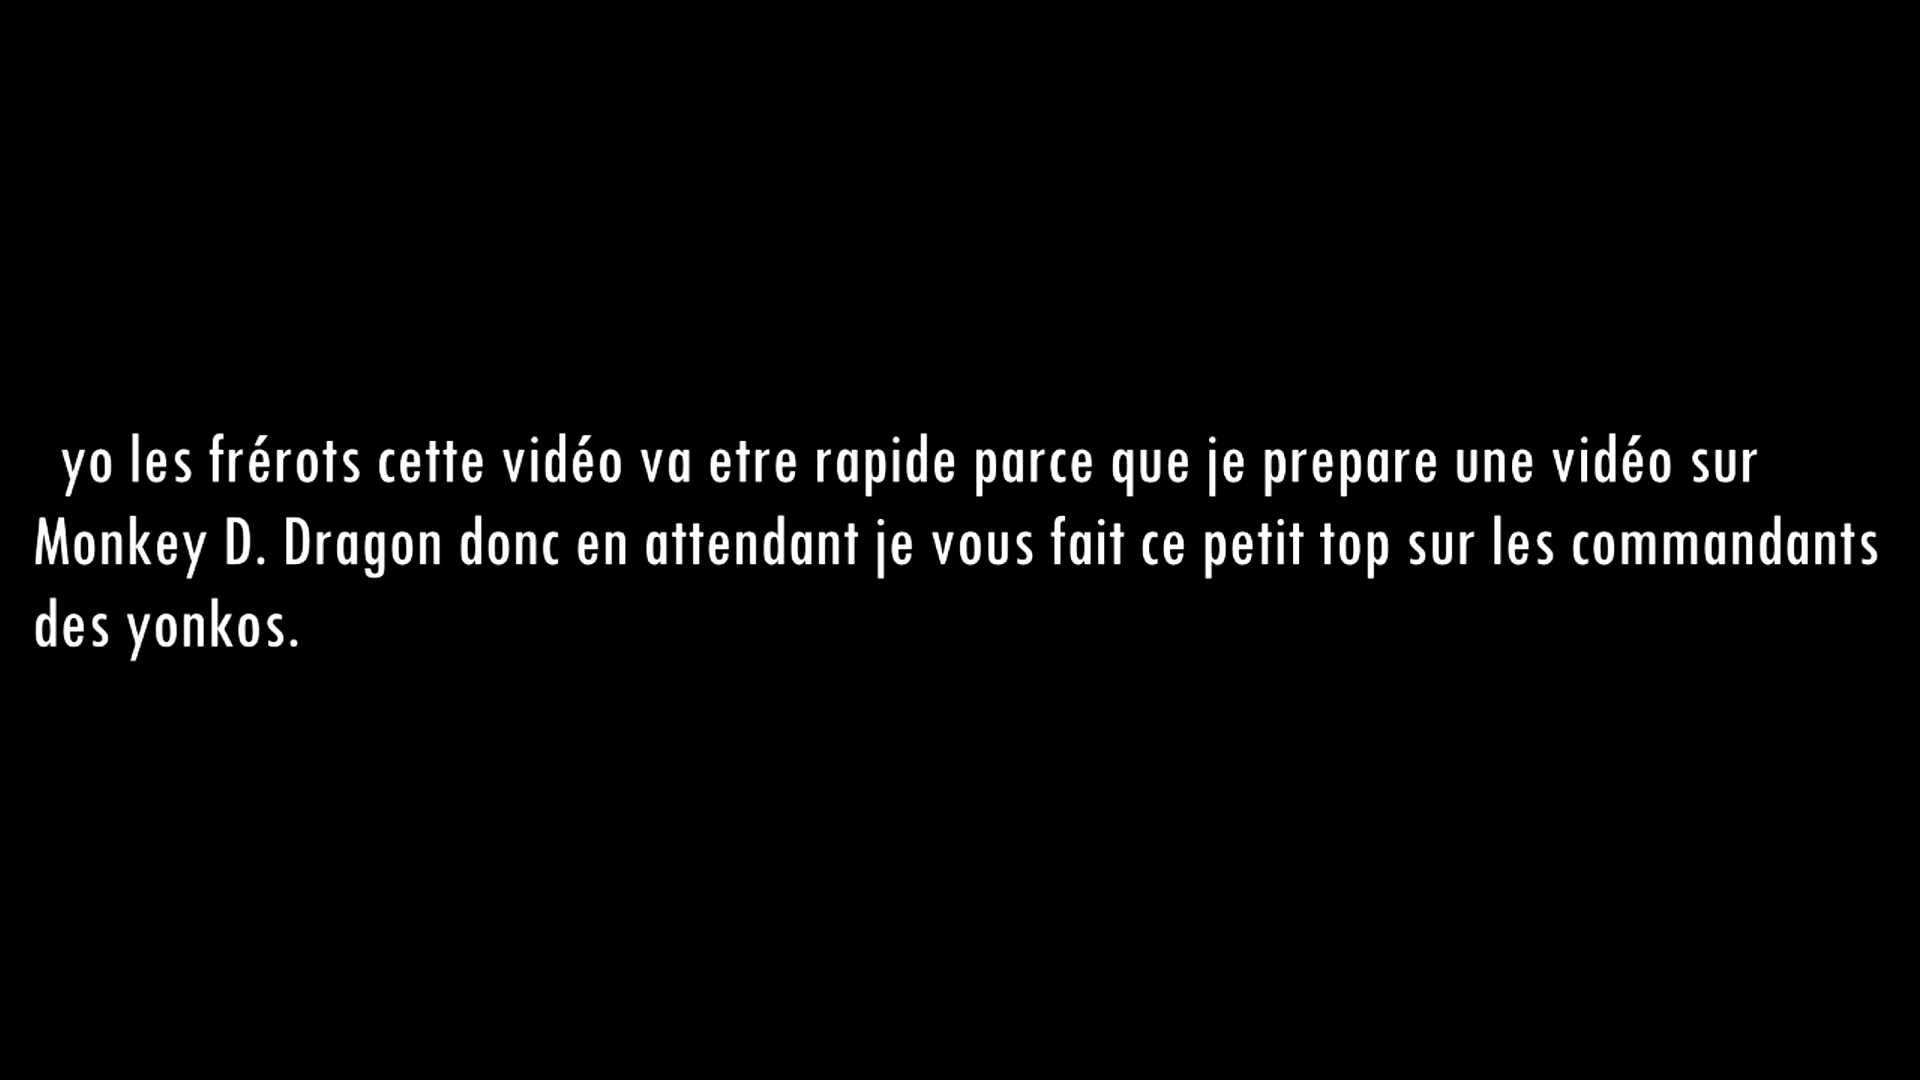 yo les frérots cette vidéo va etre rapide parce que je prepare une vidéo sur
Monkey D. Dragon donc en attendant je vous fait ce petit top sur les commandants
des yonkos.